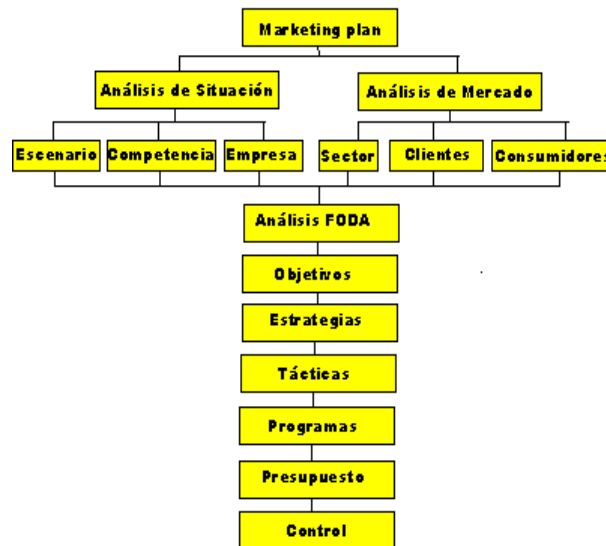 Marketing plan
Análisis de Situación
Análisis de Mercado
Escenario
Competencia
Empresa
Sector
Clientes
Consumidores
Análisis FODA
Objetivos
Estrategias
Tácticas
Programas
Presupuesto
Control